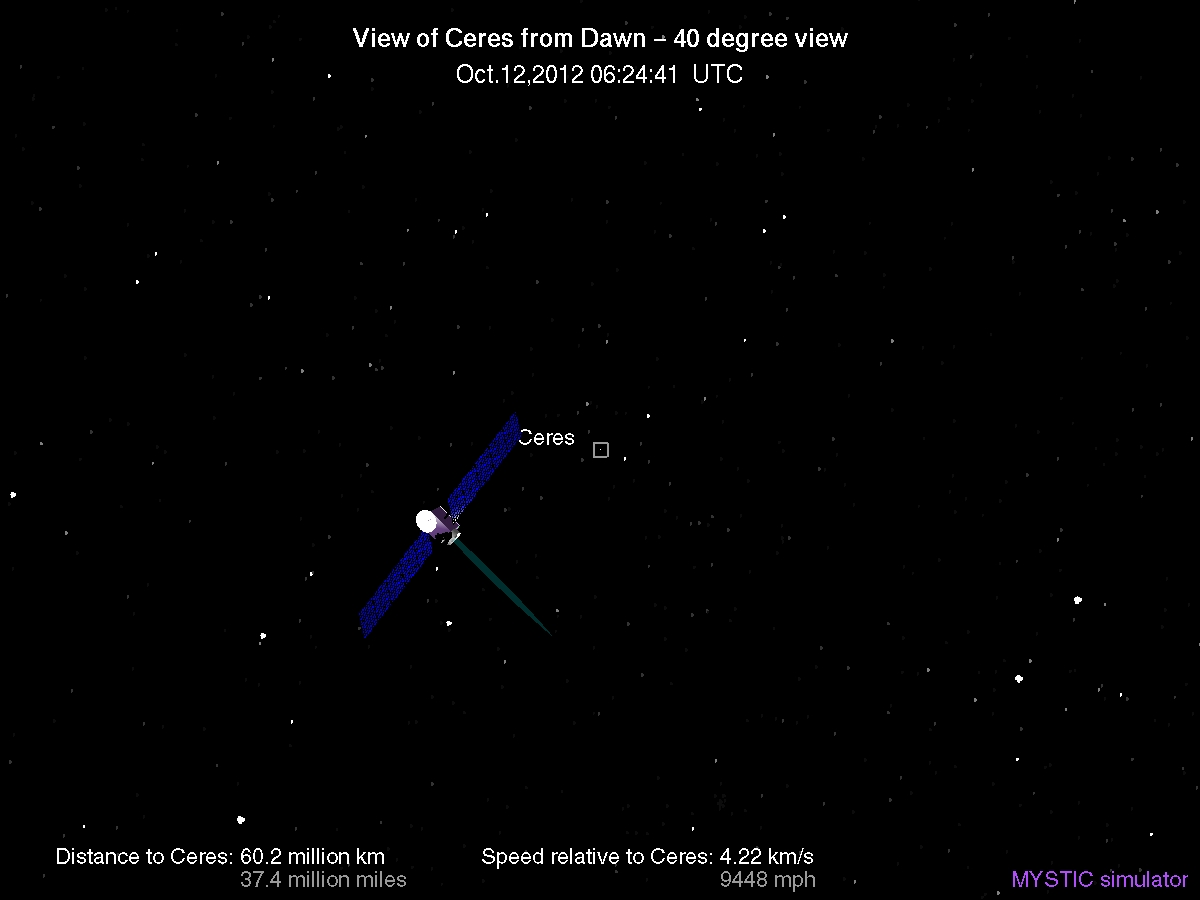 View of Ceres from Dawn – 40 degree view
Oct.12,2012 06:24:41 UTC
Ceres
Distance to Ceres: 60.2 million km
37.4 million miles
Speed relative to Ceres: 4.22 km/s
9448 mph
MYSTIC simulator